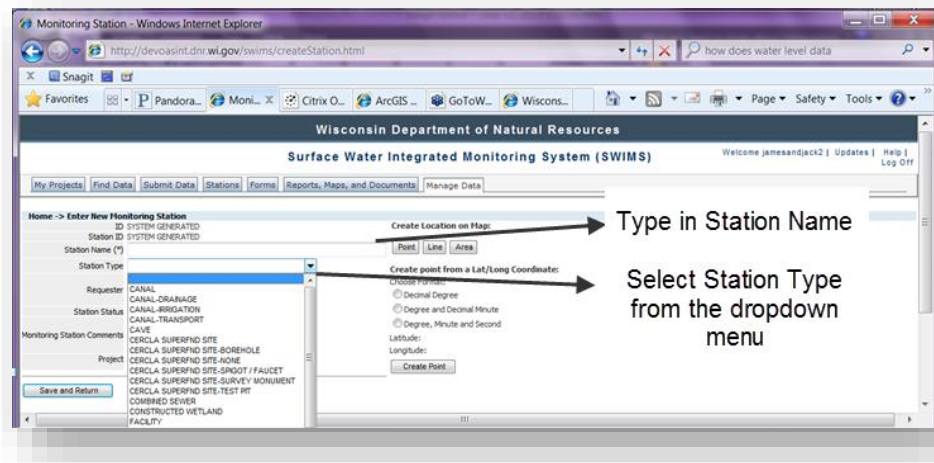 Monitoring Station - Windows Internet Explorer
http://devoasint.dnr.wi.gov/swims/createStation.html
how does water level data
X Snagit
Favorites Pandora... Moni... X Citrix O... ArcGIS ... GoToW... Wiscons... Page Safety Tools
Wisconsin Department of Natural Resources
Surface Water Integrated Monitoring System (SWIMS)
Welcome jamesandjack2 | Updates | Help |
Log Off
My Projects Find Data Submit Data Stations Forms Reports, Maps, and Documents Manage Data
Home -> Enter New Monitoring Station
ID SYSTEM GENERATED
Station ID SYSTEM GENERATED
Station Name (*)
Station Type
Requester
Station Status
Monitoring Station Comments
Project
CANAL
CANAL-DRAINAGE
CANAL-IRRIGATION
CANAL-TRANSPORT
CAVE
CERCLA SUPERFND SITE
CERCLA SUPERFND SITE-BOREHOLE
CERCLA SUPERFND SITE-NONE
CERCLA SUPERFND SITE-SPIGOT / FAUCET
CERCLA SUPERFND SITE-SURVEY MONUMENT
CERCLA SUPERFND SITE-TEST PIT
COMBINED SEWER
CONSTRUCTED WETLAND
FACILITY
Save and Return
Create Location on Map:
Point Line Area
Create point from a Lat/Long Coordinate:
Choose Format:
Decimal Degree
Degree and Decimal Minute
Degree, Minute and Second
Latitude:
Longitude:
Create Point
Type in Station Name
Select Station Type
from the dropdown
menu